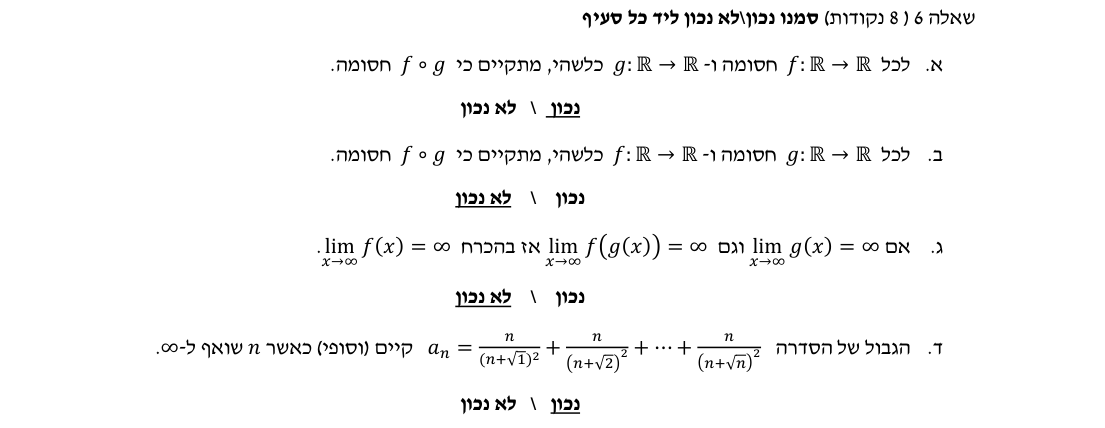 שאלה 6 ( 8 נקודות) סמנו נכון\לא נכון ליד כל סעיף
א. לכל f: ℝ → ℝ חסומה ו- g: ℝ → ℝ כלשהי, מתקיים כי f ∘ g חסומה.
נכון \ לא נכון
ב. לכל g: ℝ → ℝ חסומה ו- f: ℝ → ℝ כלשהי, מתקיים כי f ∘ g חסומה.
נכון \ לא נכון
ג. אם lim_{x→∞} g(x) = ∞ וגם lim_{x→∞} f(g(x)) = ∞ אז בהכרח lim_{x→∞} f(x) = ∞.
נכון \ לא נכון
ד. הגבול של הסדרה a_n = n/(n+√1)² + n/(n+√2)² + ⋯ + n/(n+√n)² קיים (וסופי) כאשר n שואף ל-∞.
נכון \ לא נכון